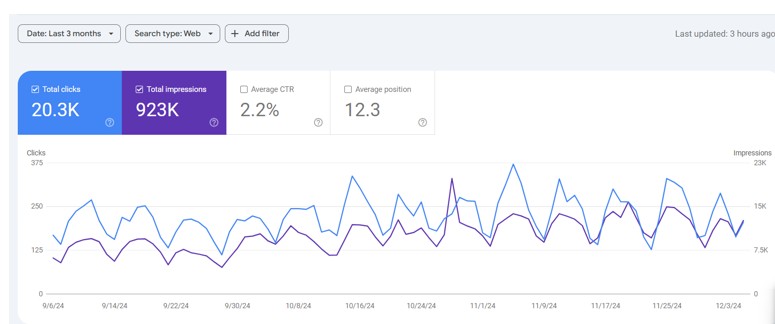 Date: Last 3 months
Search type: Web
+ Add filter
Last updated: 3 hours ago
Total clicks
20.3K
Total impressions
923K
Average CTR
2.2%
Average position
12.3
Clicks
Impressions
375
23K
250
15K
125
7.5K
0
0
9/6/24 9/14/24 9/22/24 9/30/24 10/8/24 10/16/24 10/24/24 11/1/24 11/9/24 11/17/24 11/25/24 12/3/24